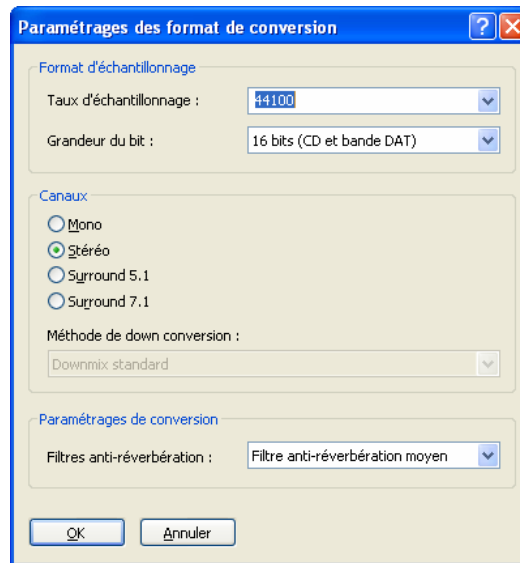 Paramétrages des format de conversion
Format d'échantillonnage
Taux d'échantillonnage : 44100
Grandeur du bit : 16 bits (CD et bande DAT)
Canaux
Mono
Stéréo
Surround 5.1
Surround 7.1
Méthode de down conversion :
Downmix standard
Paramétrages de conversion
Filtres anti-réverbération : Filtre anti-réverbération moyen
OK Annuler